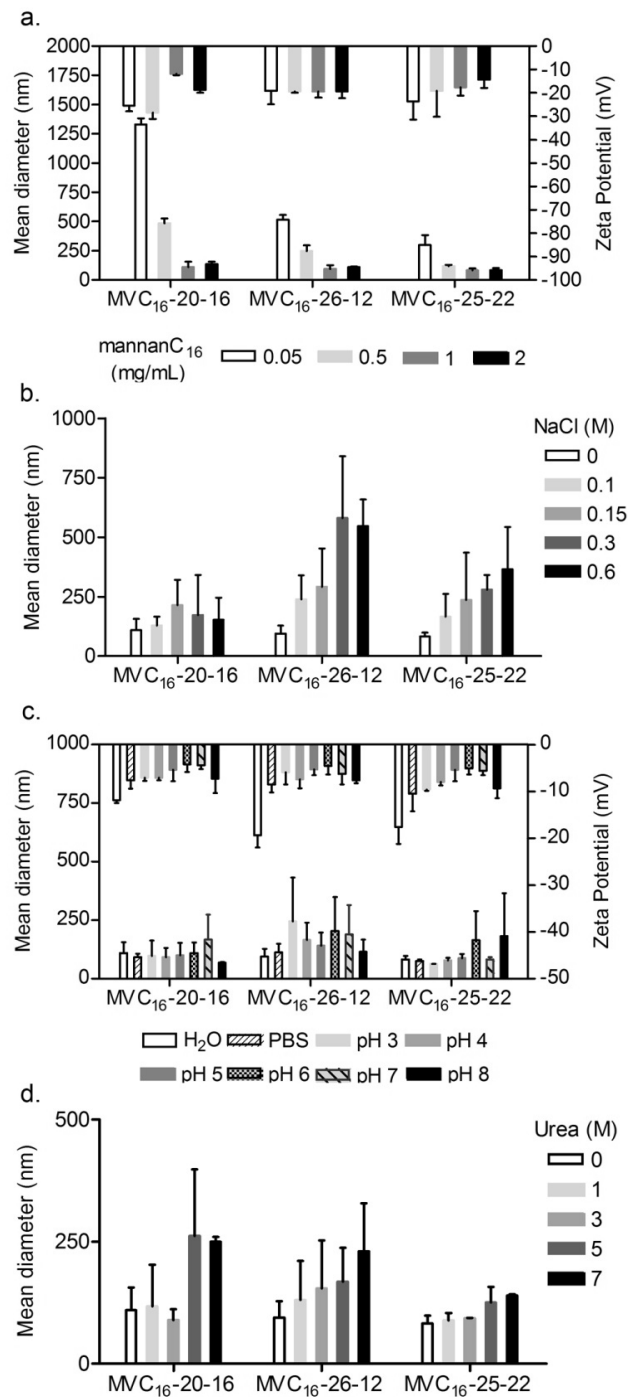 a.
Mean diameter (nm)
2000
1750
1500
1250
1000
750
500
250
0
0
-10
-20
-30
-40
-50
-60
-70
-80
-90
-100
Zeta Potential (mV)
MVC₁₆-20-16 MVC₁₆-26-12 MVC₁₆-25-22
mannanC₁₆
(mg/mL)
0.05 0.5 1 2
b.
Mean diameter (nm)
1000
750
500
250
0
MVC₁₆-20-16 MVC₁₆-26-12 MVC₁₆-25-22
NaCl (M)
0
0.1
0.15
0.3
0.6
c.
Mean diameter (nm)
1000
750
500
250
0
0
-10
-20
-30
-40
-50
Zeta Potential (mV)
MVC₁₆-20-16 MVC₁₆-26-12 MVC₁₆-25-22
H₂O PBS pH 3 pH 4
pH 5 pH 6 pH 7 pH 8
d.
Mean diameter (nm)
500
250
0
MVC₁₆-20-16 MVC₁₆-26-12 MVC₁₆-25-22
Urea (M)
0
1
3
5
7